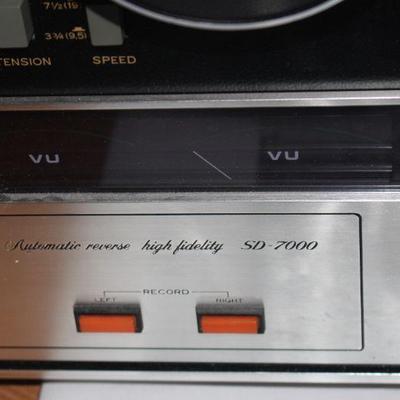 7½(19
3¾(9,5)
TENSION SPEED
VU VU
Automatic reverse high fidelity SD-7000
RECORD
LEFT RIGHT